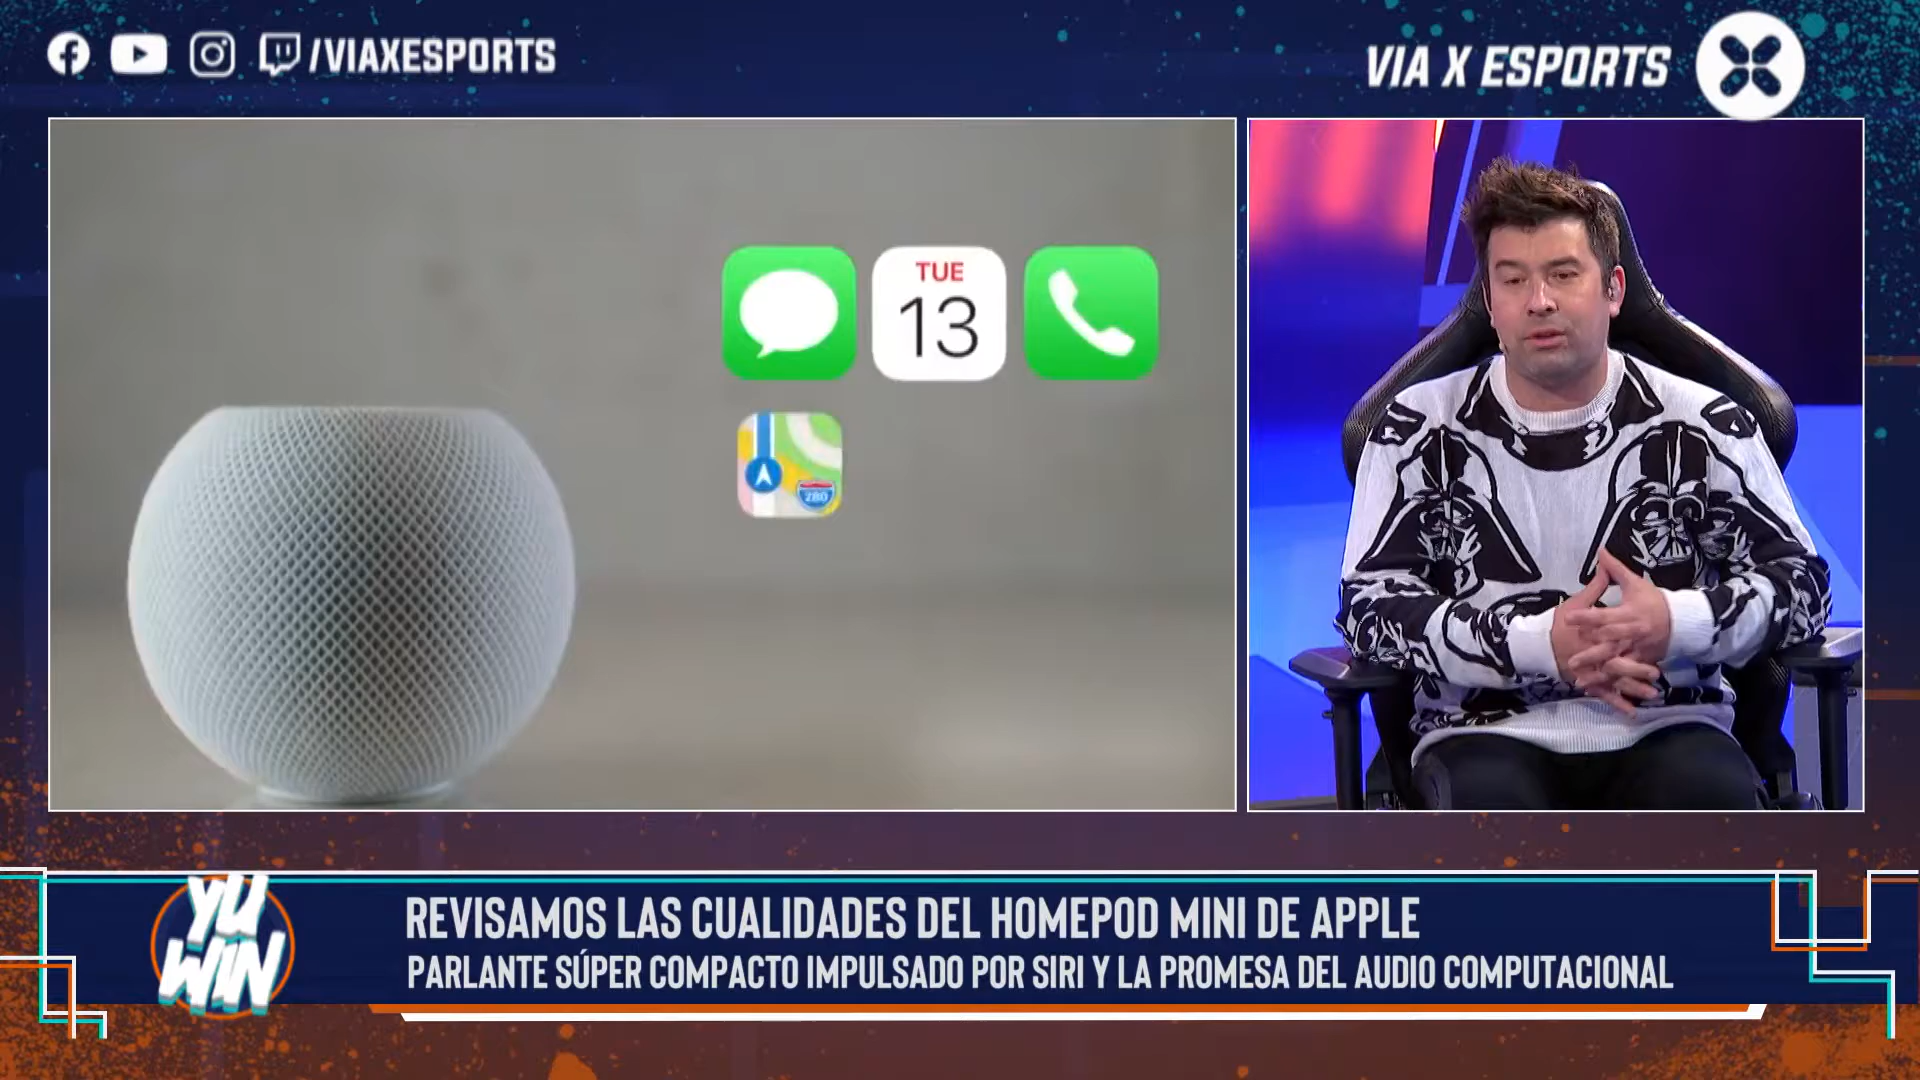 /VIAXESPORTS
VIA X ESPORTS
TUE
13
280
YU
WIN
REVISAMOS LAS CUALIDADES DEL HOMEPOD MINI DE APPLE
PARLANTE SÚPER COMPACTO IMPULSADO POR SIRI Y LA PROMESA DEL AUDIO COMPUTACIONAL